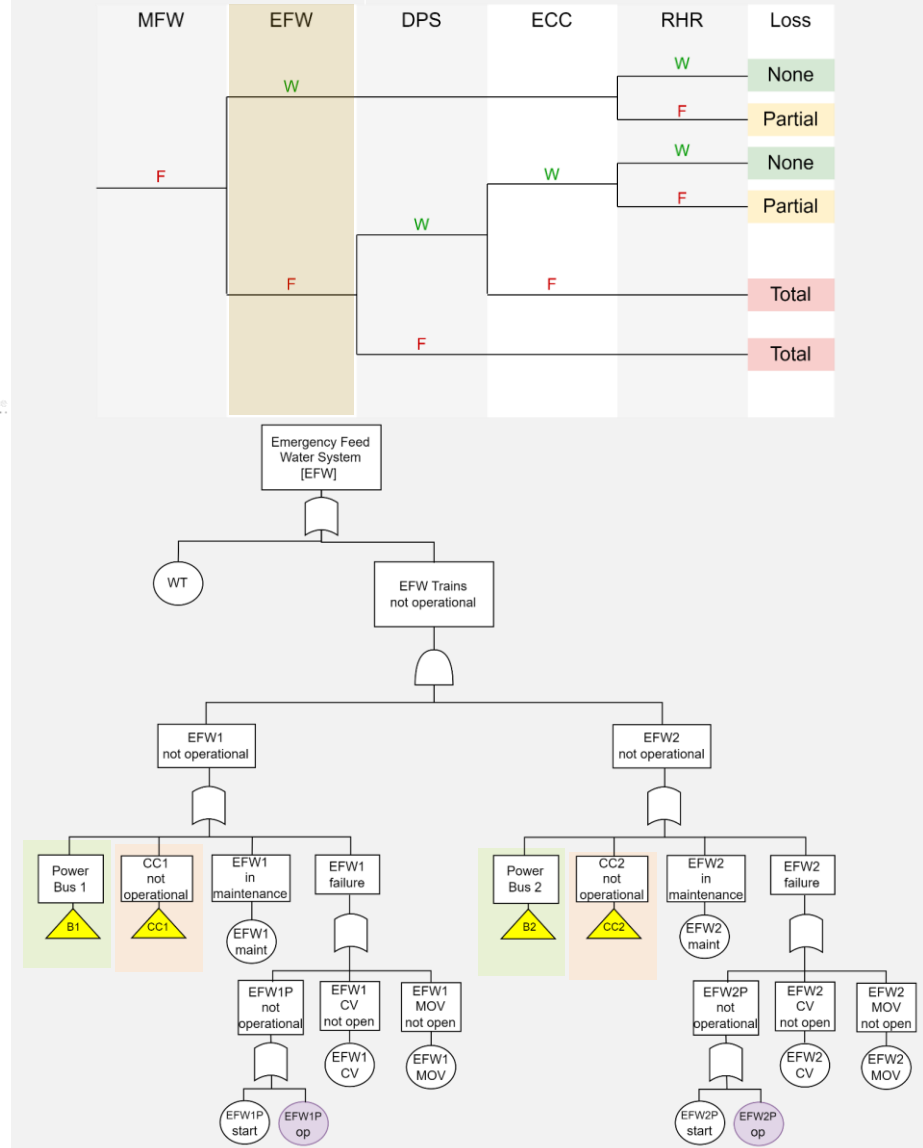 MFW EFW DPS ECC RHR Loss
W
None
W
F
Partial
W
None
W
F
F
Partial
W
F
F
Total
F
Total
Emergency Feed
Water System
[EFW]
WT
EFW Trains
not operational
EFW1
not operational
EFW2
not operational
Power
Bus 1
B1
CC1
not
operational
CC1
EFW1
in
maintenance
EFW1
maint
EFW1
failure
Power
Bus 2
B2
CC2
not
operational
CC2
EFW2
in
maintenance
EFW2
maint
EFW2
failure
EFW1P
not
operational
EFW1
CV
not open
EFW1
CV
EFW1
MOV
not open
EFW1
MOV
EFW2P
not
operational
EFW2
CV
not open
EFW2
CV
EFW2
MOV
not open
EFW2
MOV
EFW1P
start
EFW1P
op
EFW2P
start
EFW2P
op